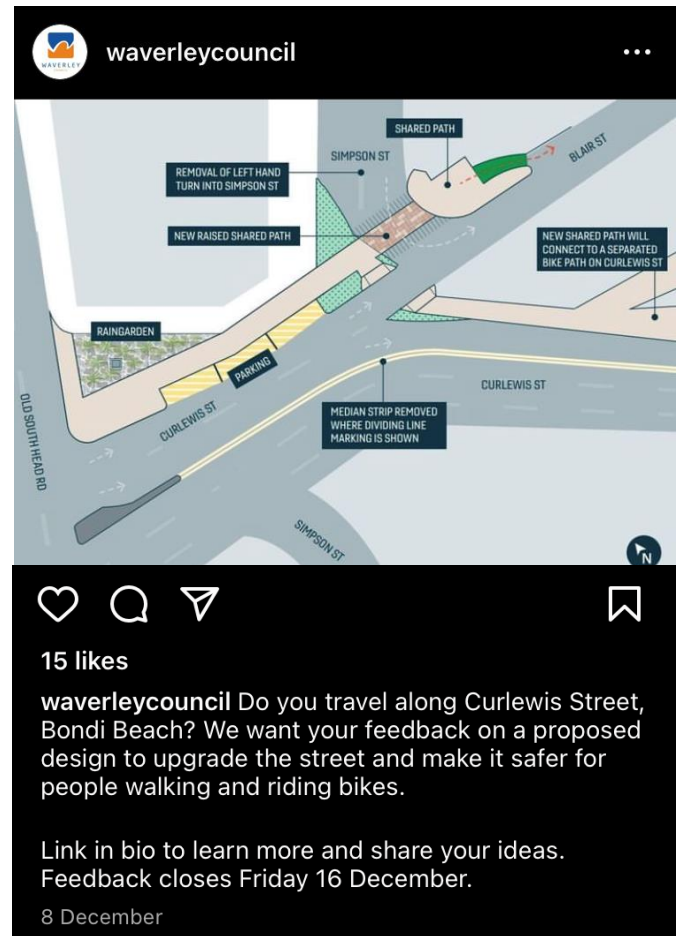 WAVERLEY
waverleycouncil
SHARED PATH
SIMPSON ST
BLAIR ST
REMOVAL OF LEFT HAND
TURN INTO SIMPSON ST
NEW RAISED SHARED PATH
NEW SHARED PATH WILL
CONNECT TO A SEPARATED
BIKE PATH ON CURLEWIS ST
RAINGARDEN
PARKING
CURLEWIS ST
CURLEWIS ST
OLD SOUTH HEAD RD
MEDIAN STRIP REMOVED
WHERE DIVIDING LINE
MARKING IS SHOWN
SIMPSON ST
N
15 likes
waverleycouncil Do you travel along Curlewis Street,
Bondi Beach? We want your feedback on a proposed
design to upgrade the street and make it safer for
people walking and riding bikes.
Link in bio to learn more and share your ideas.
Feedback closes Friday 16 December.
8 December